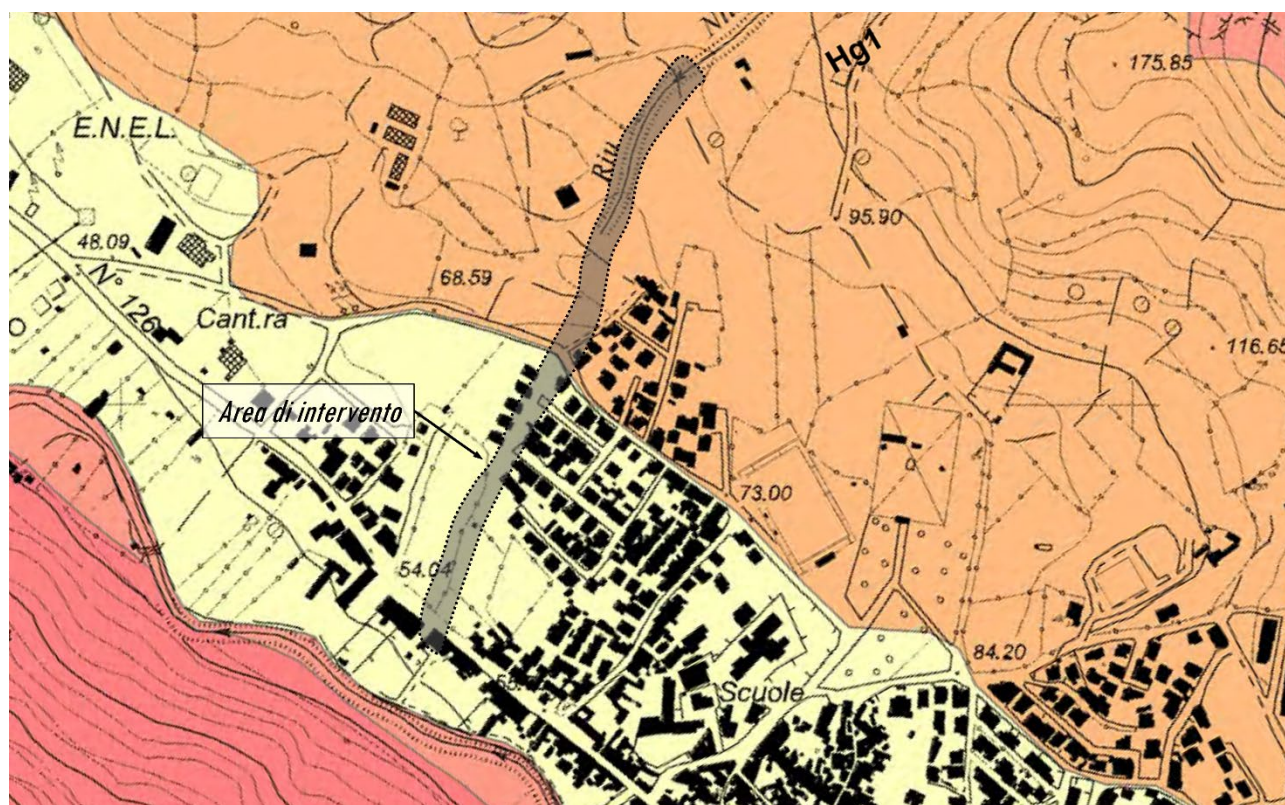 Hg1
175.85
E.N.E.L.
Riu
95.90
48.09
68.59
N° 126
Cant.ra
116.65
Area di intervento
73.00
54.04
84.20
Scuole